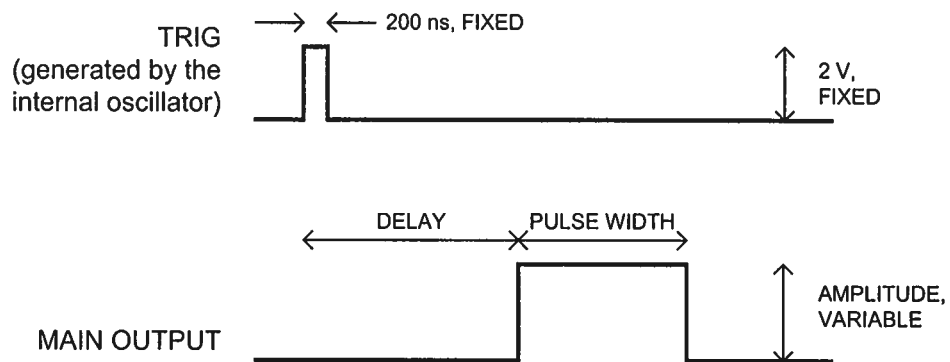 TRIG
(generated by the
internal oscillator)
200 ns, FIXED
2 V,
FIXED
DELAY
PULSE WIDTH
MAIN OUTPUT
AMPLITUDE,
VARIABLE